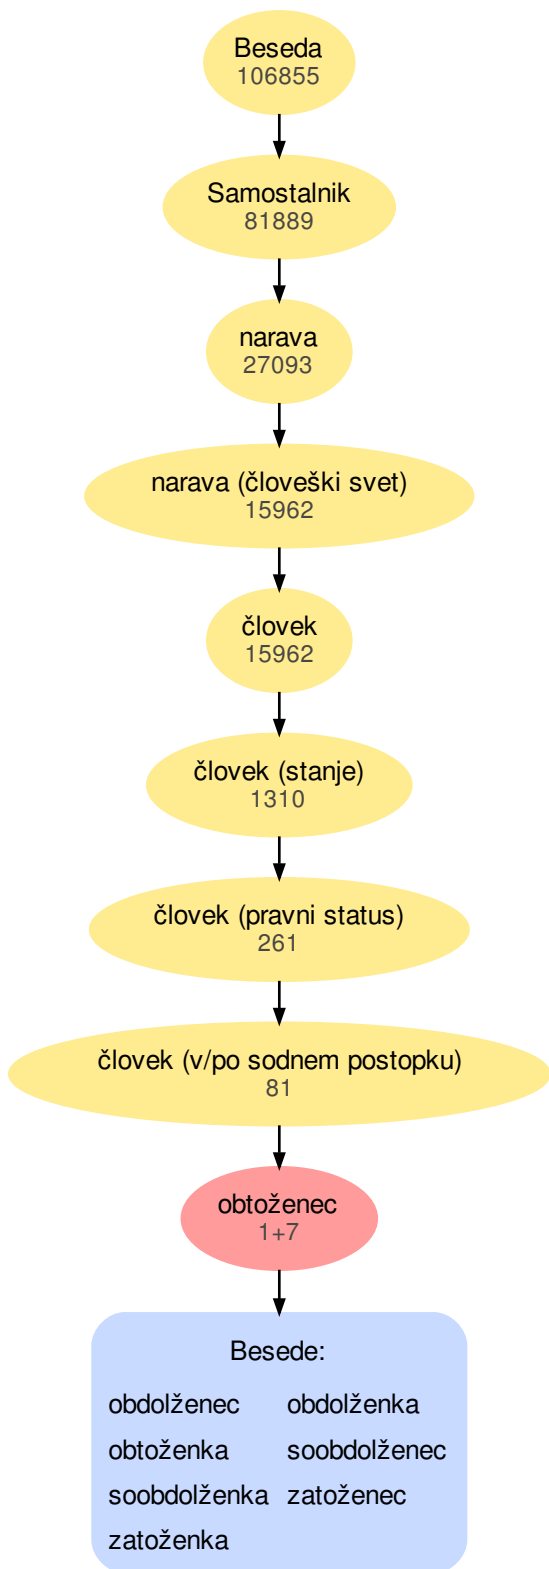 Beseda
106855
Samostalnik
81889
narava
27093
narava (človeški svet)
15962
človek
15962
človek (stanje)
1310
človek (pravni status)
261
človek (v/po sodnem postopku)
81
obtoženec
1+7
Besede:
obdolženec obdolženka
obtoženka soobdolženec
soobdolženka zatoženec
zatoženka